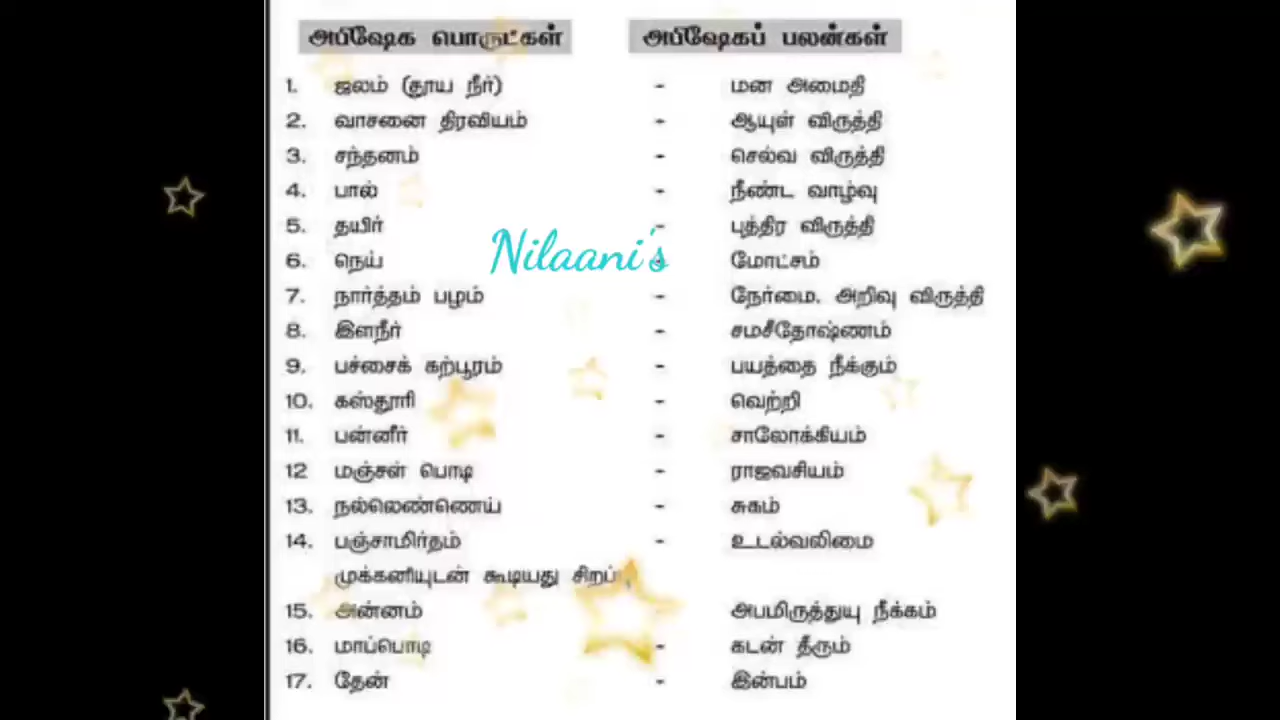 அபிஷேக பொருட்கள் அபிஷேகப் பலன்கள்
1. ஜலம் (தூய நீர்) - மன அமைதி
2. வாசனை திரவியம் - ஆயுள் விருத்தி
3. சந்தனம் - செல்வ விருத்தி
4. பால் - நீண்ட வாழ்வு
5. தயிர் - புத்திர விருத்தி
Nilaani's
6. நெய் - மோட்சம்
7. நார்த்தம் பழம் - நேர்மை, அறிவு விருத்தி
8. இளநீர் - சமசீதோஷ்ணம்
9. பச்சைக் கற்பூரம் - பயத்தை நீக்கும்
10. கஸ்தூரி - வெற்றி
11. பன்னீர் - சாலோக்கியம்
12 மஞ்சள் பொடி - ராஜவசியம்
13. நல்லெண்ணெய் - சுகம்
14. பஞ்சாமிர்தம் - உடல்வலிமை
முக்கனியுடன் கூடியது
15. அன்னம் அபமிருத்துயு நீக்கம்
16. மாப்பொடி - கடன் தீரும்
17. தேன் - இன்பம்